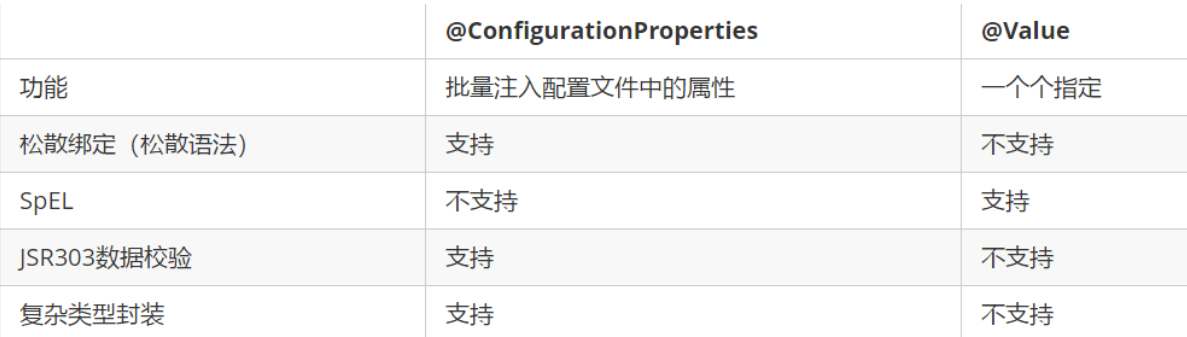 @ConfigurationProperties @Value
功能 批量注入配置文件中的属性 一个个指定
松散绑定（松散语法） 支持 不支持
SpEL 不支持 支持
JSR303数据校验 支持 不支持
复杂类型封装 支持 不支持